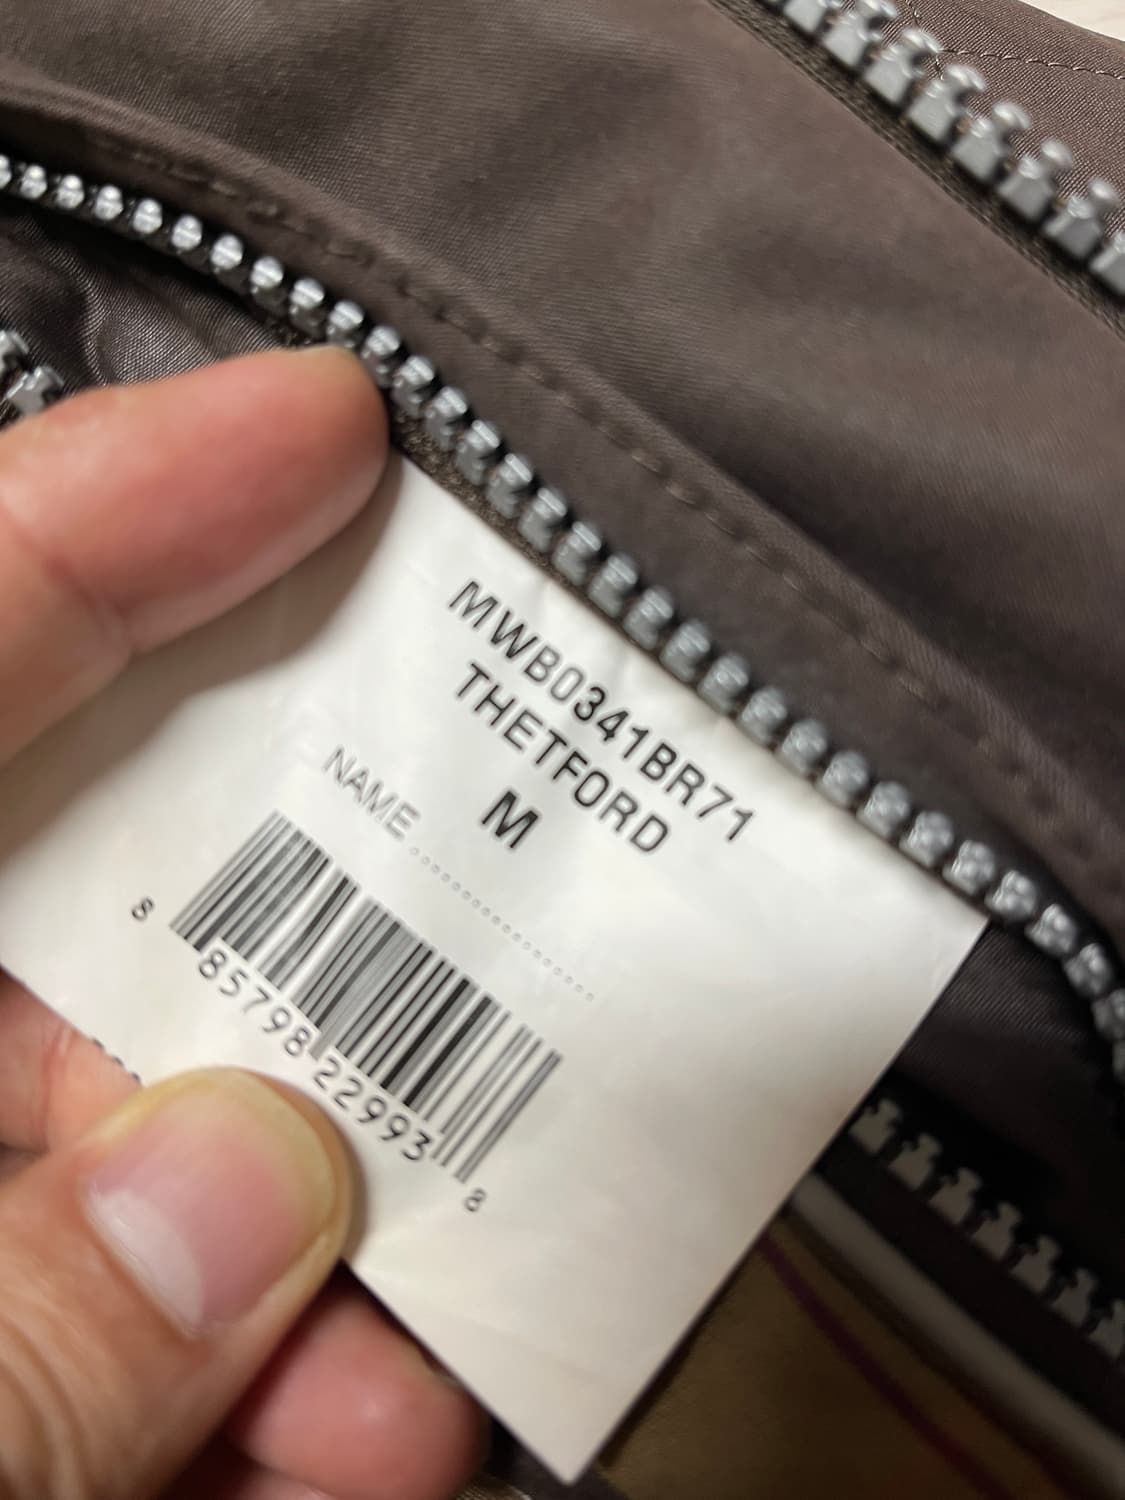 MWB0341BR71
THETFORD
M
NAME
8 85798 22993 8